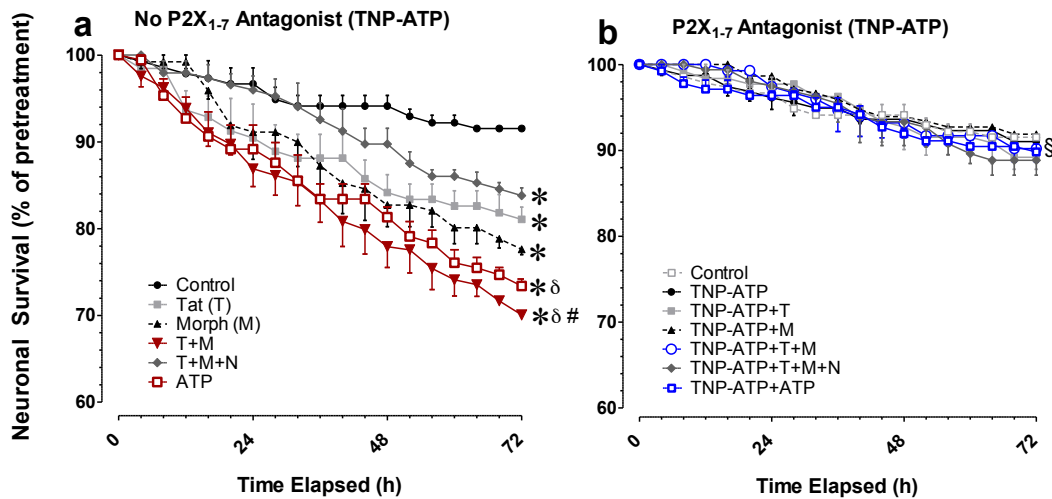 a
No P2X1-7 Antagonist (TNP-ATP)
Neuronal Survival (% of pretreatment)
100
90
80
70
60
Control
Tat (T)
Morph (M)
T+M
T+M+N
ATP
*
*
*
* δ
* δ #
0
24
48
72
Time Elapsed (h)
b
P2X1-7 Antagonist (TNP-ATP)
100
90
80
70
60
§
Control
TNP-ATP
TNP-ATP+T
TNP-ATP+M
TNP-ATP+T+M
TNP-ATP+T+M+N
TNP-ATP+ATP
0
24
48
72
Time Elapsed (h)